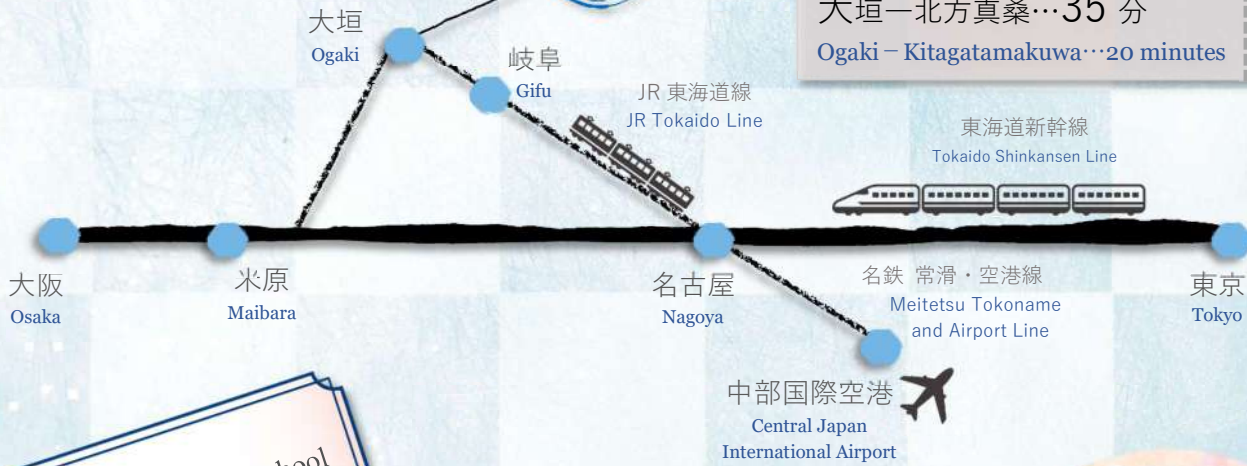 大垣―北方真桑…35 分
Ogaki – Kitagatamakuwa…20 minutes
大垣
Ogaki
岐阜
Gifu
JR 東海道線
JR Tokaido Line
東海道新幹線
Tokaido Shinkansen Line
大阪
Osaka
米原
Maibara
名古屋
Nagoya
名鉄 常滑・空港線
Meitetsu Tokoname
and Airport Line
東京
Tokyo
中部国際空港
Central Japan
International Airport